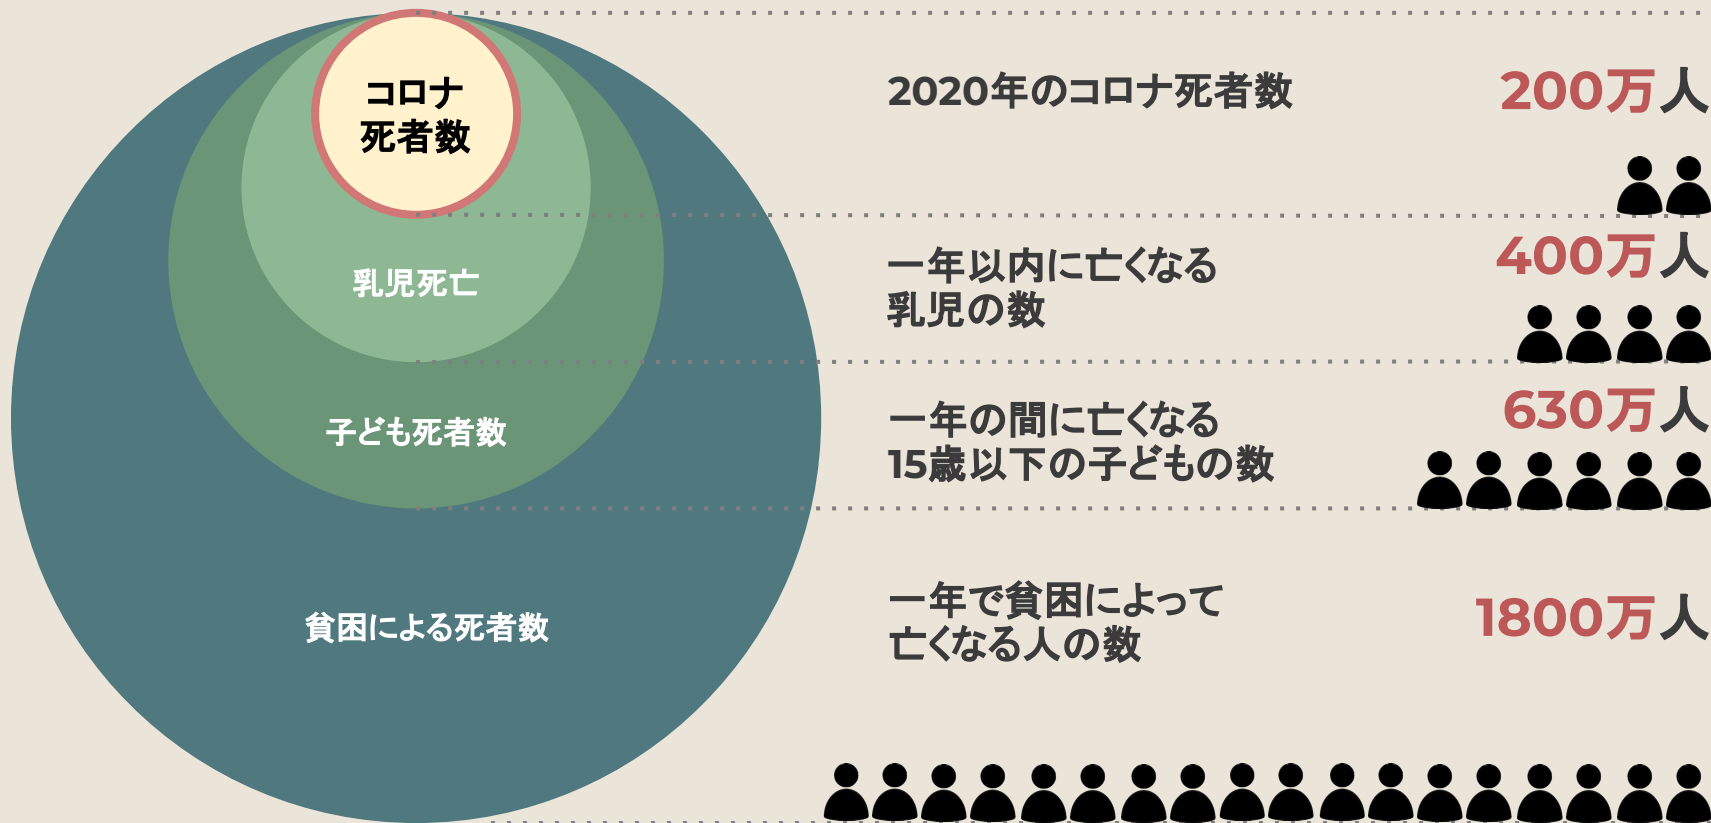 コロナ
死者数
乳児死亡
子ども死者数
貧困による死者数
2020年のコロナ死者数
200万人
一年以内に亡くなる
乳児の数
400万人
一年の間に亡くなる
15歳以下の子どもの数
630万人
一年で貧困によって
亡くなる人の数
1800万人